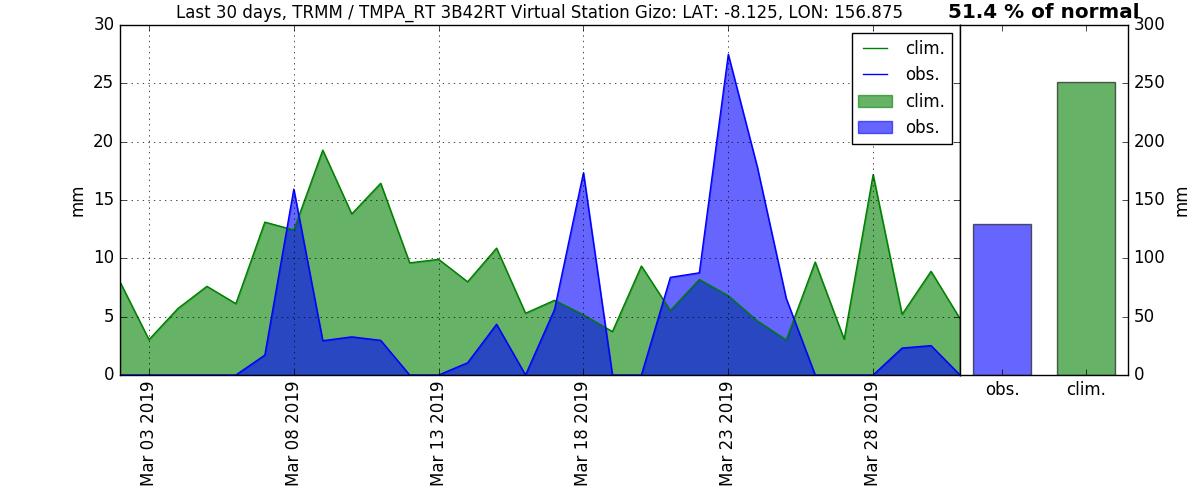 Last 30 days, TRMM / TMPA_RT 3B42RT Virtual Station Gizo: LAT: -8.125, LON: 156.875
51.4 % of normal
30
25
20
15
10
5
0
mm
clim.
obs.
clim.
obs.
300
250
200
150
100
50
0
mm
obs.
clim.
Mar 03 2019
Mar 08 2019
Mar 13 2019
Mar 18 2019
Mar 23 2019
Mar 28 2019